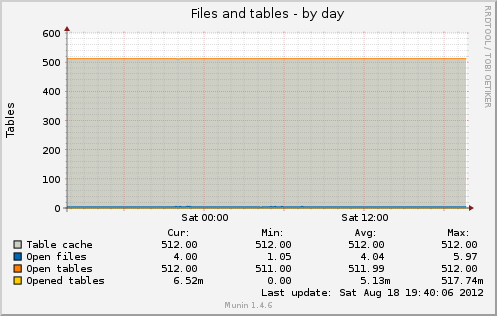 Files and tables - by day
RRDTOOL / TOBI OETIKER
Tables
600
500
400
300
200
100
0
Sat 00:00 Sat 12:00
Cur: Min: Avg: Max:
Table cache 512.00 512.00 512.00 512.00
Open files 4.00 1.05 4.04 5.97
Open tables 512.00 511.00 511.99 512.00
Opened tables 6.52m 0.00 5.13m 517.74m
Last update: Sat Aug 18 19:40:06 2012
Munin 1.4.6